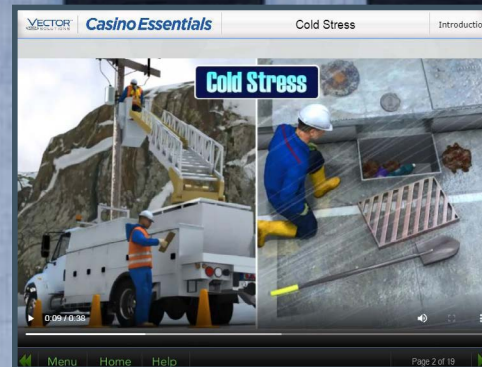 VECTOR SOLUTIONS
Casino Essentials
Cold Stress
Introductio
Cold Stress
0:09 / 0:38
Menu
Home
Help
Page 2 of 19